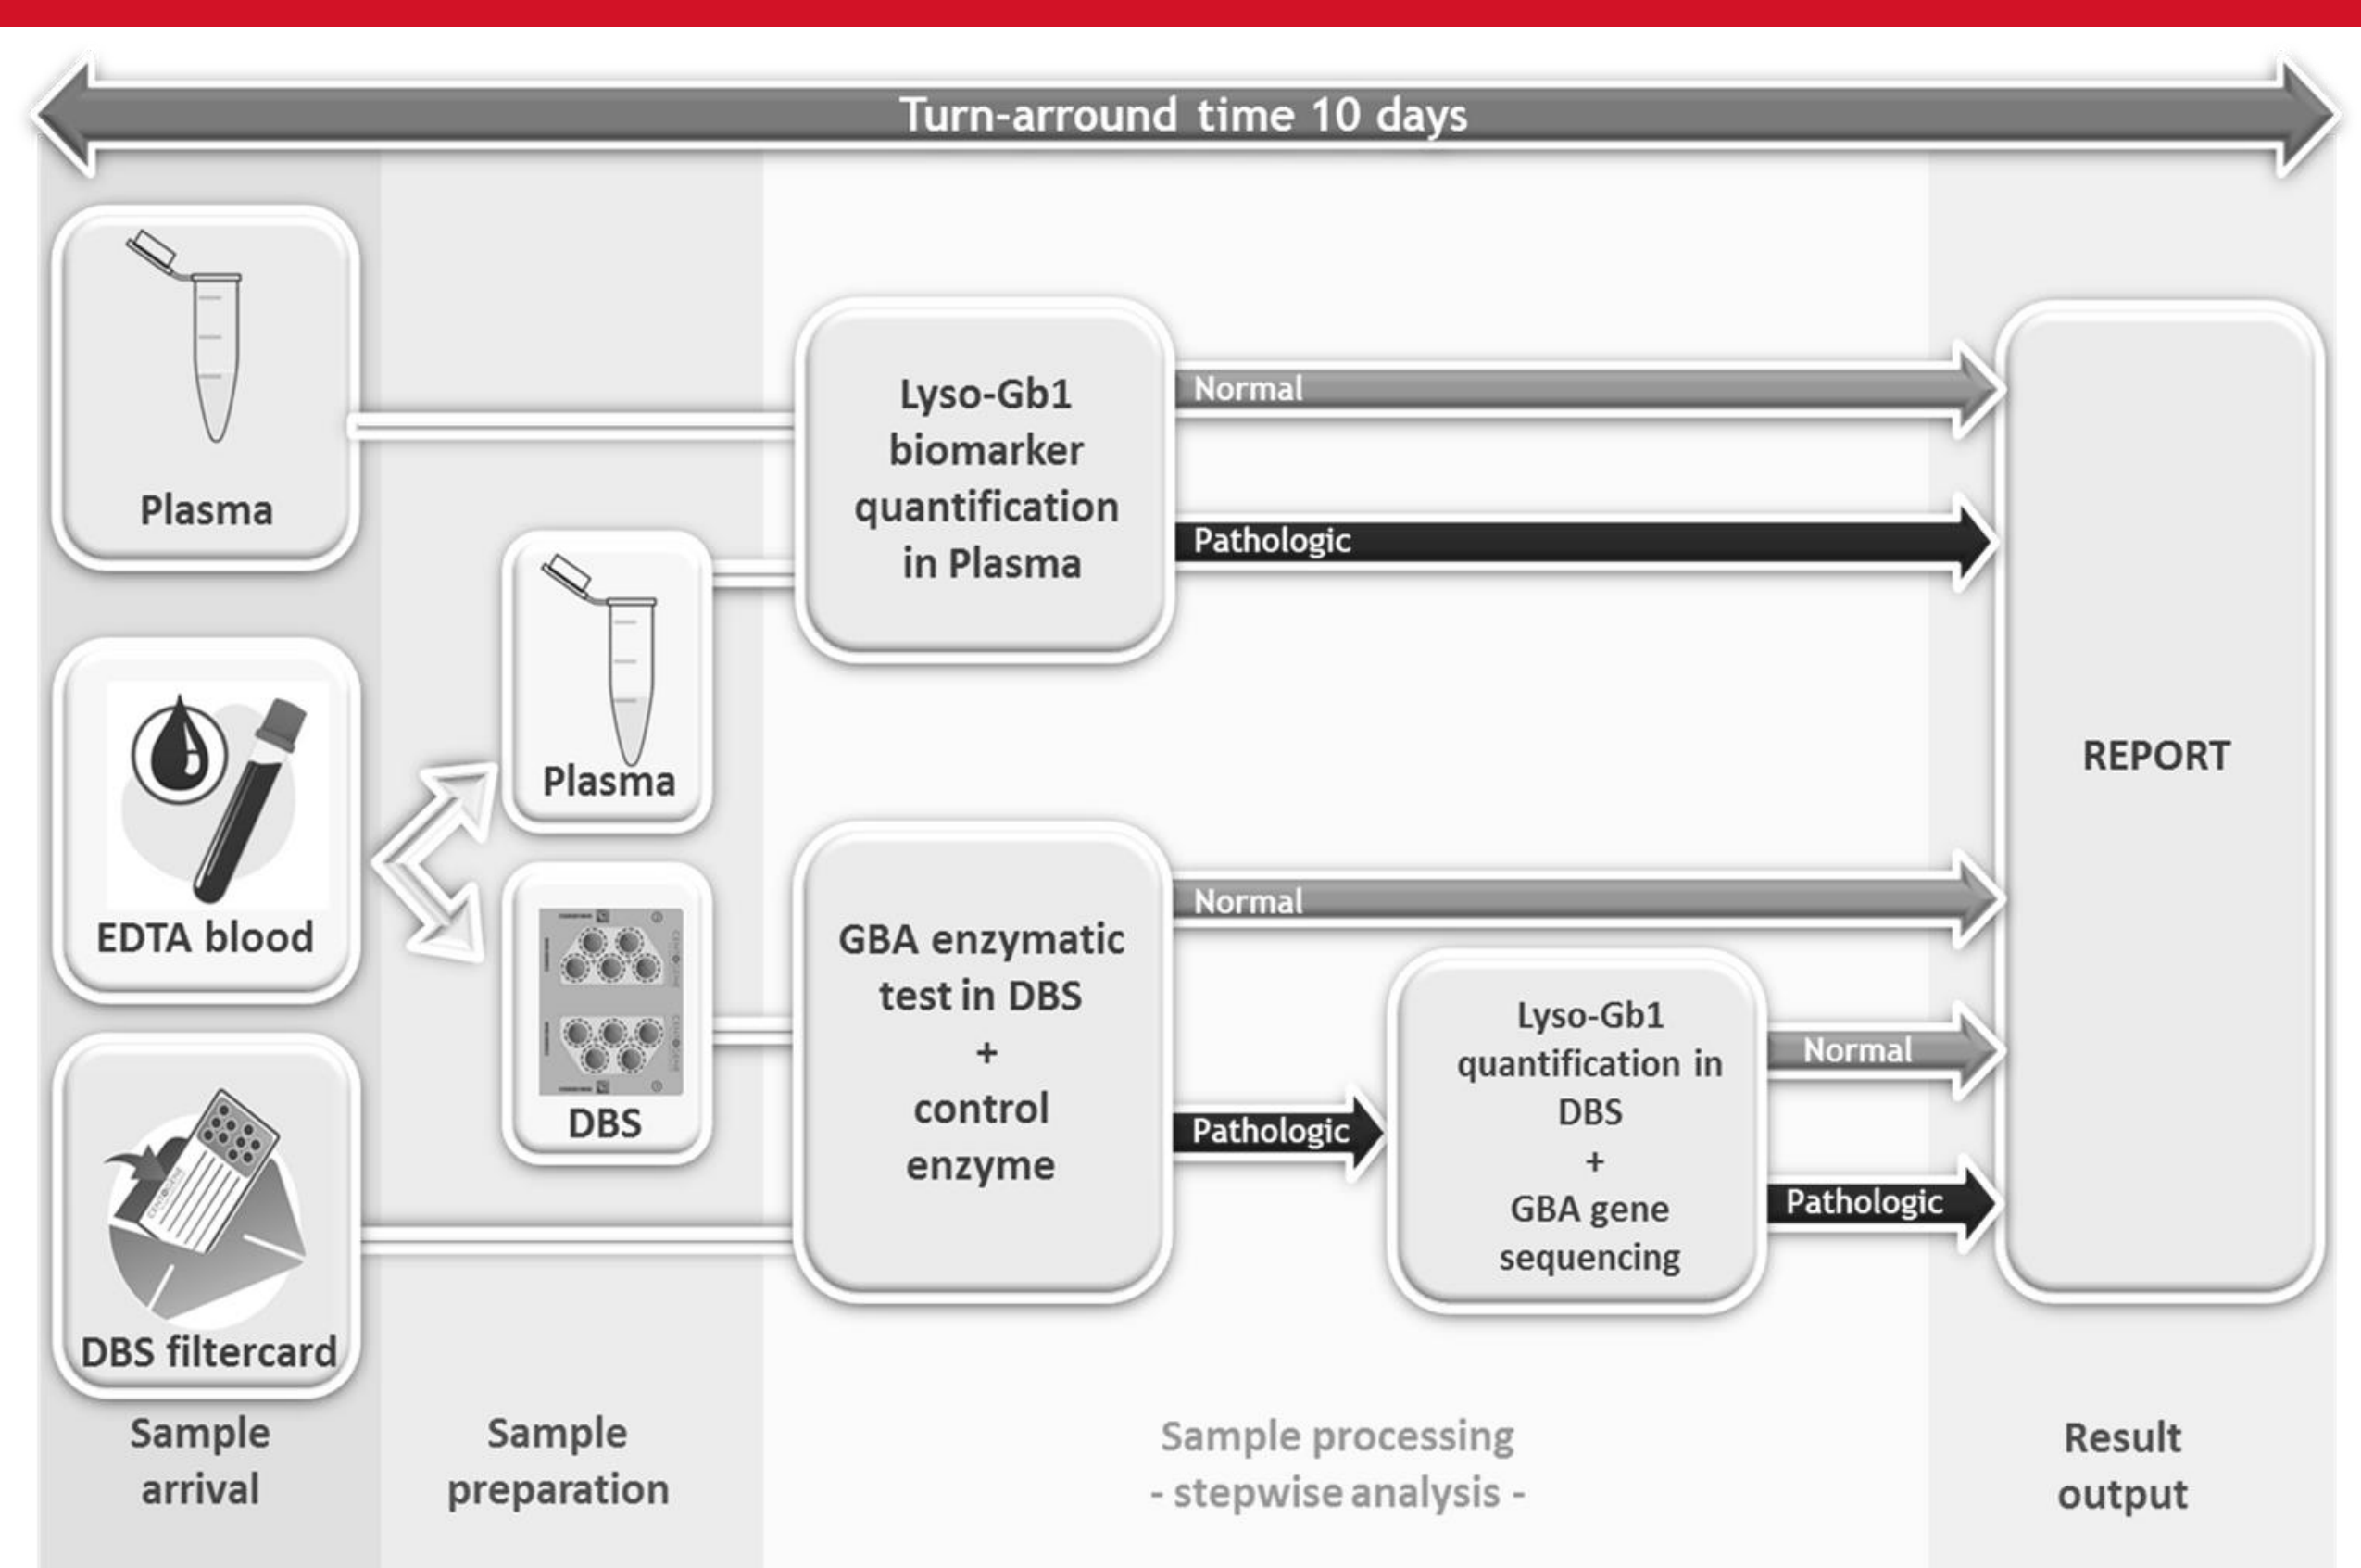 Turn-arround time 10 days
Plasma
EDTA blood
DBS filtercard
Sample
arrival
Plasma
DBS
Sample
preparation
Lyso-Gb1
biomarker
quantification
in Plasma
Normal
Pathologic
GBA enzymatic
test in DBS
+
control
enzyme
Normal
Pathologic
Lyso-Gb1
quantification in
DBS
+
GBA gene
sequencing
Normal
Pathologic
Sample processing
- stepwise analysis -
REPORT
Result
output